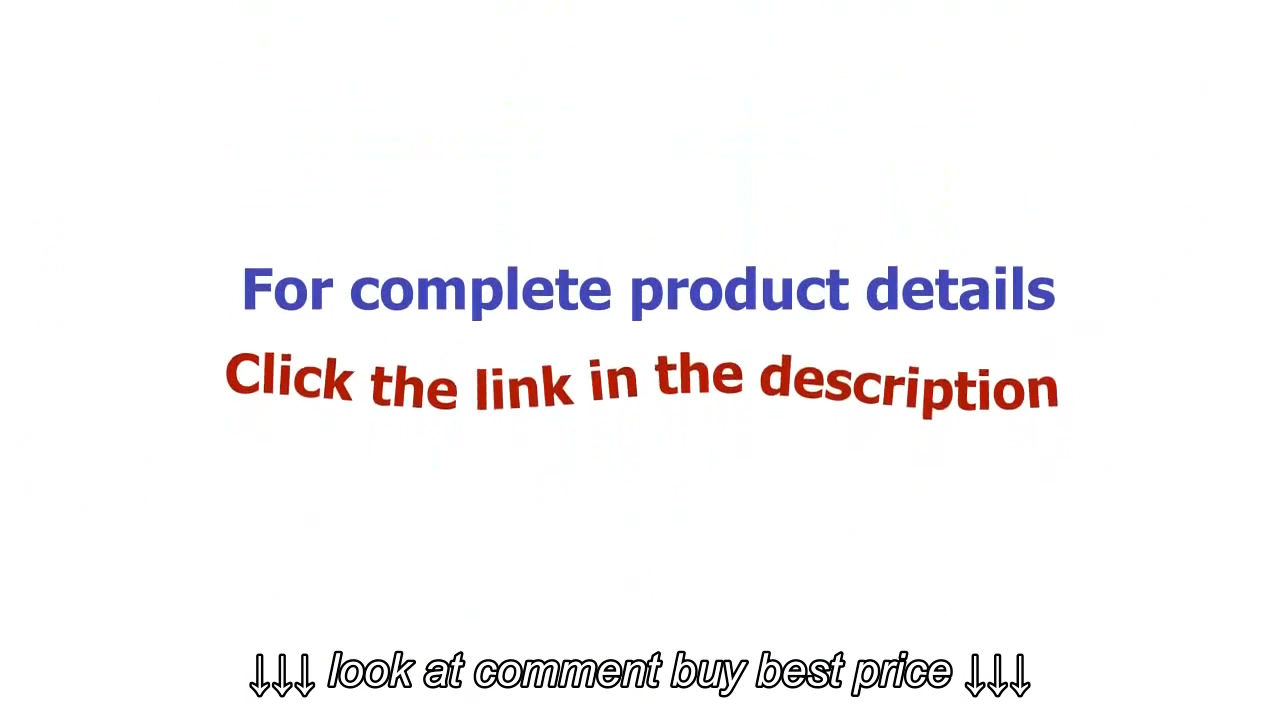 For complete product details
Click the link in the description
↓↓↓ look at comment buy best price ↓↓↓